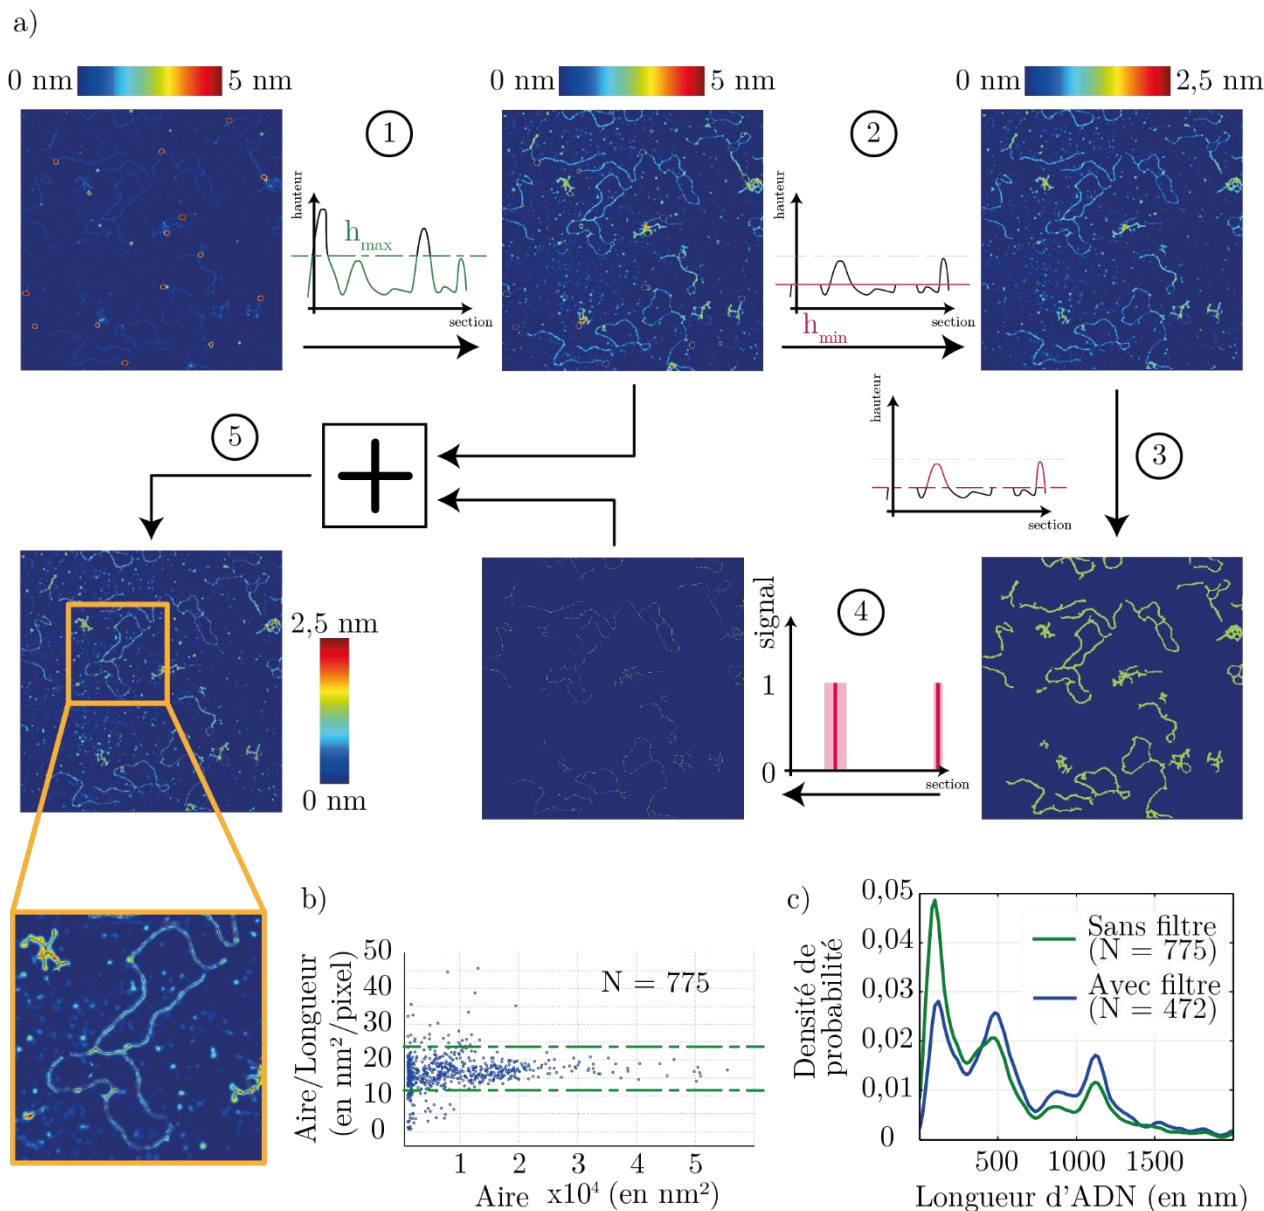 a)
0 nm 5 nm
0 nm 5 nm
0 nm 2,5 nm
1
2
hauteur
h_max
section
hauteur
h_min
section
hauteur
section
3
5
4
signal
1
0
section
2,5 nm
0 nm
b)
Aire/Longueur
(en nm²/pixel)
50
40
30
20
10
0
N = 775
1 2 3 4 5
Aire x10⁴ (en nm²)
c)
Densité de
probabilité
0,05
0,04
0,03
0,02
0,01
0
Sans filtre
(N = 775)
Avec filtre
(N = 472)
500 1000 1500
Longueur d'ADN (en nm)